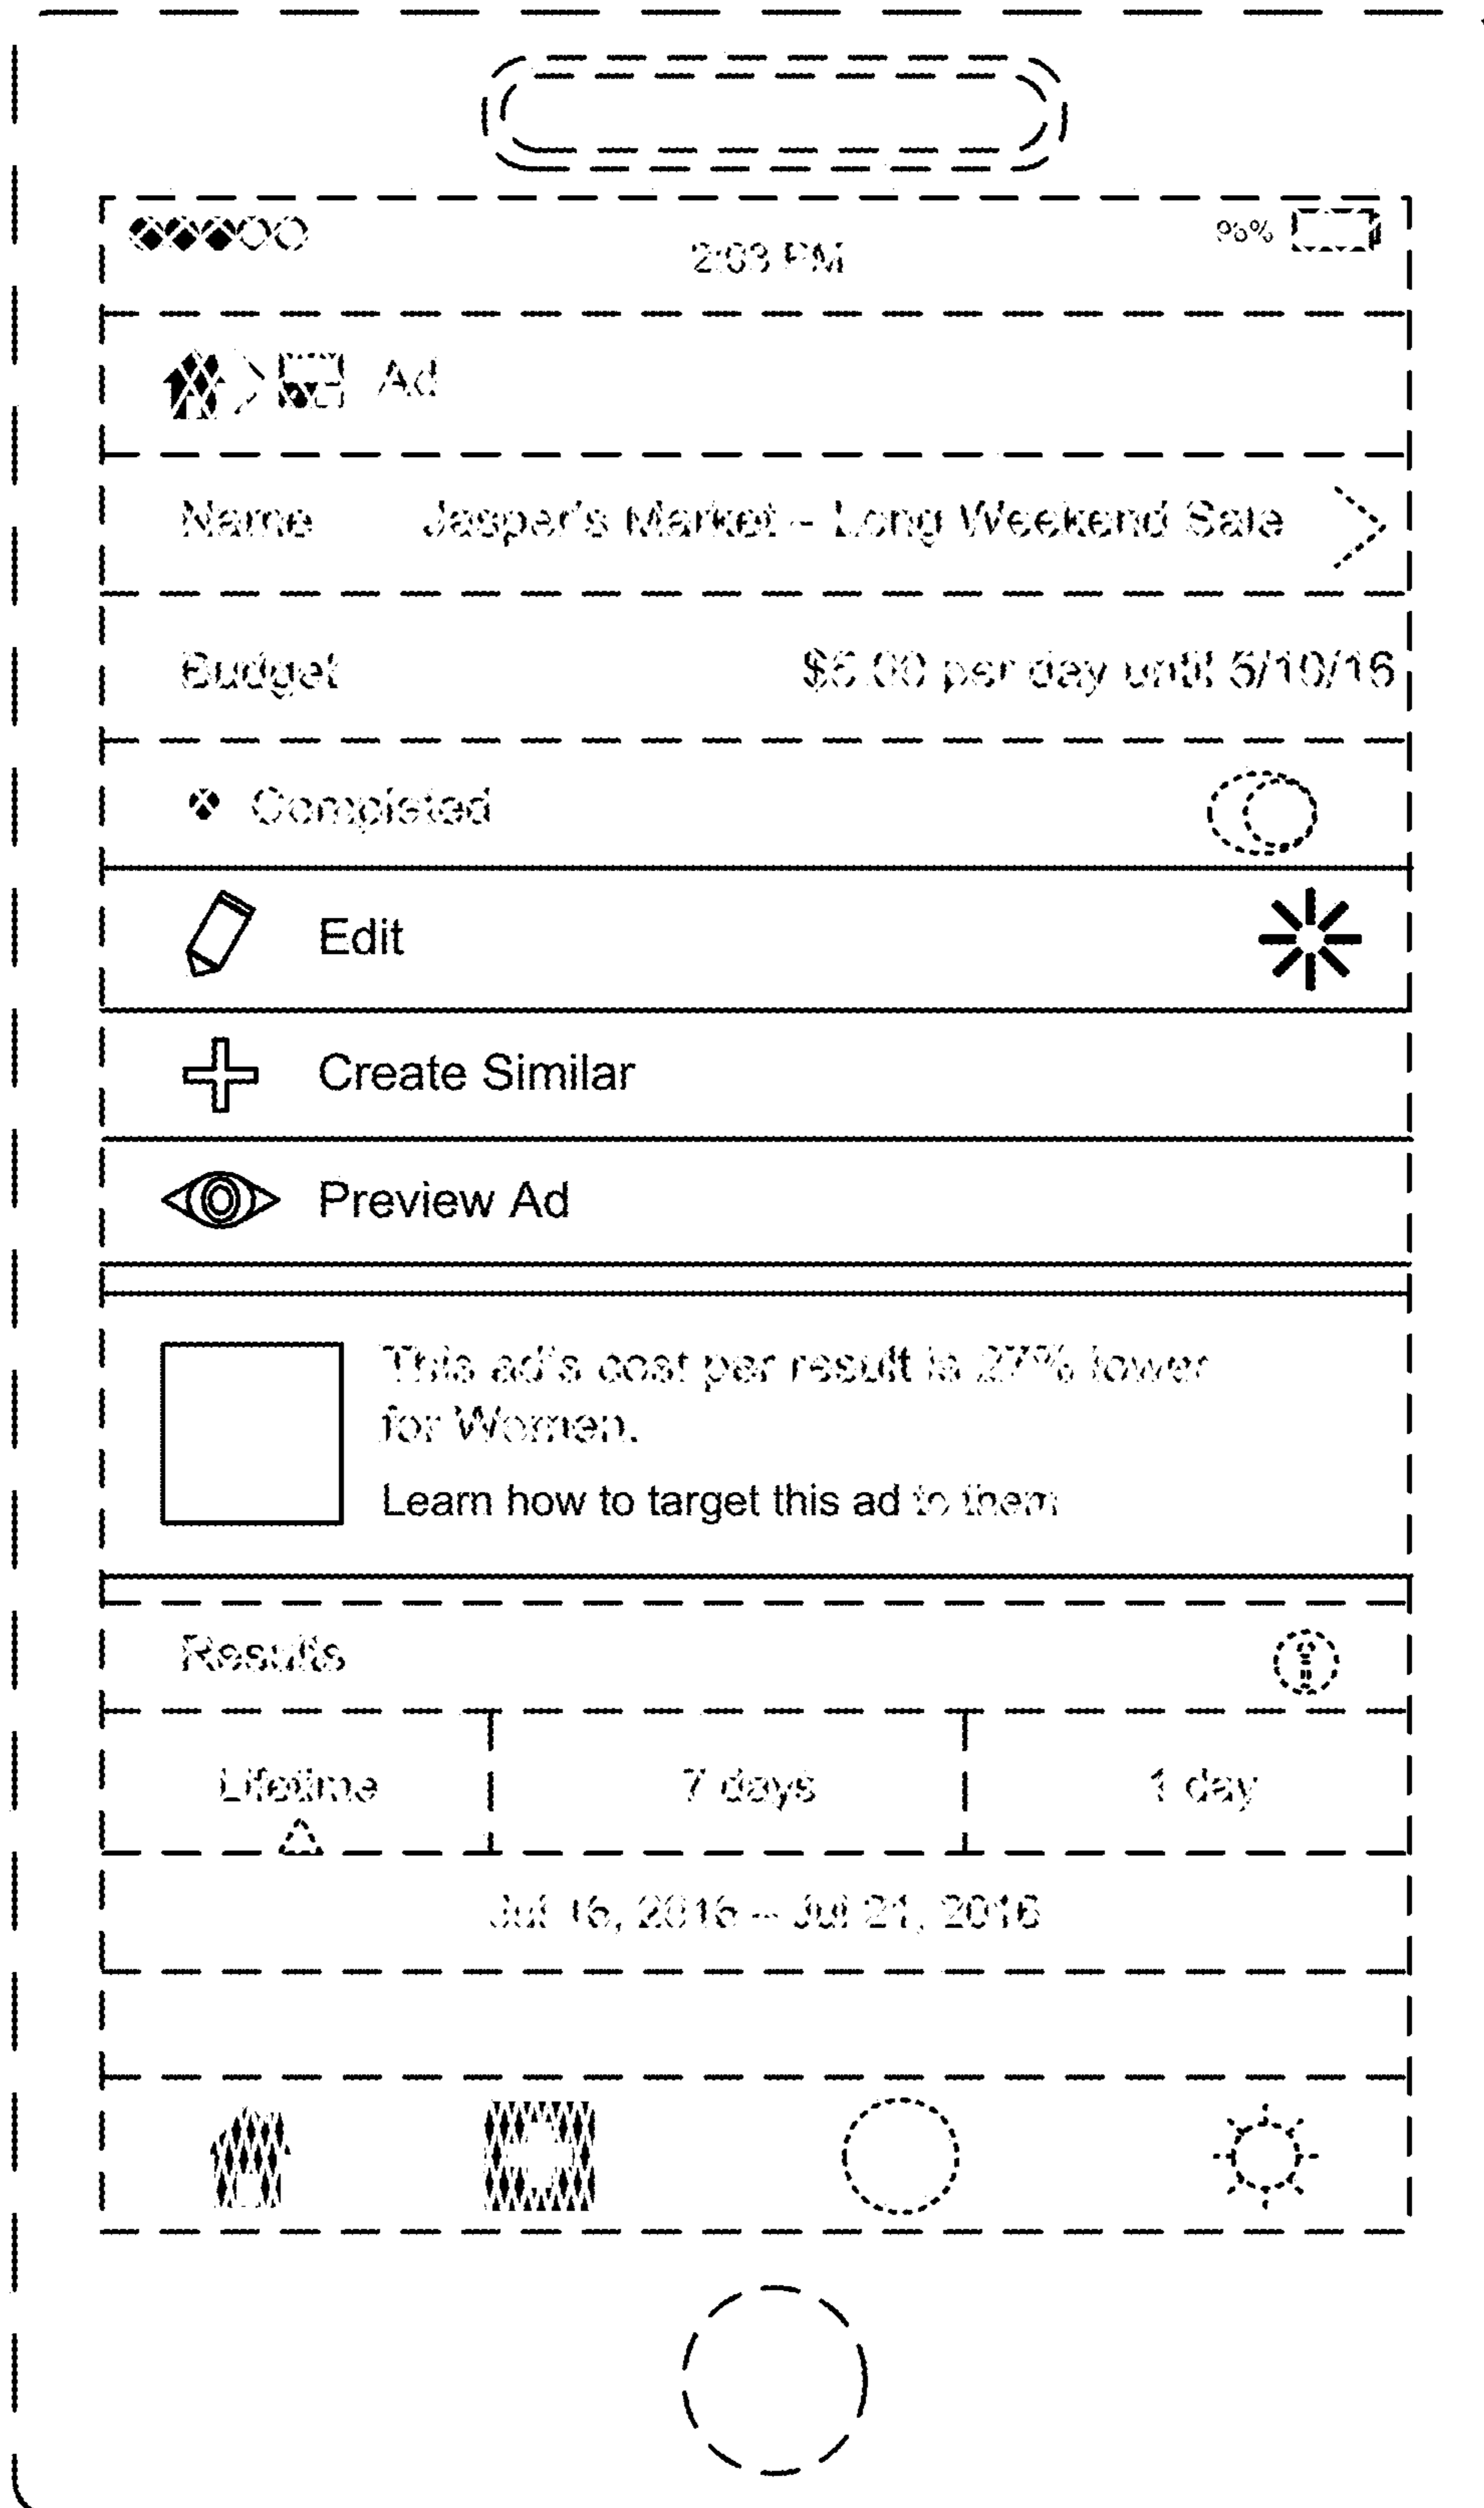 2:03 PM
Ad
Name Jasper's Market - Long Weekend Sale
Budget $5.00 per day until 5/10/16
Completed
Edit
Create Similar
Preview Ad
This ad's cost per result is 27% lower
for Women.
Learn how to target this ad to them
Results
Lifetime 7 days 1 day
Jul 16, 2016 – Jul 21, 2016